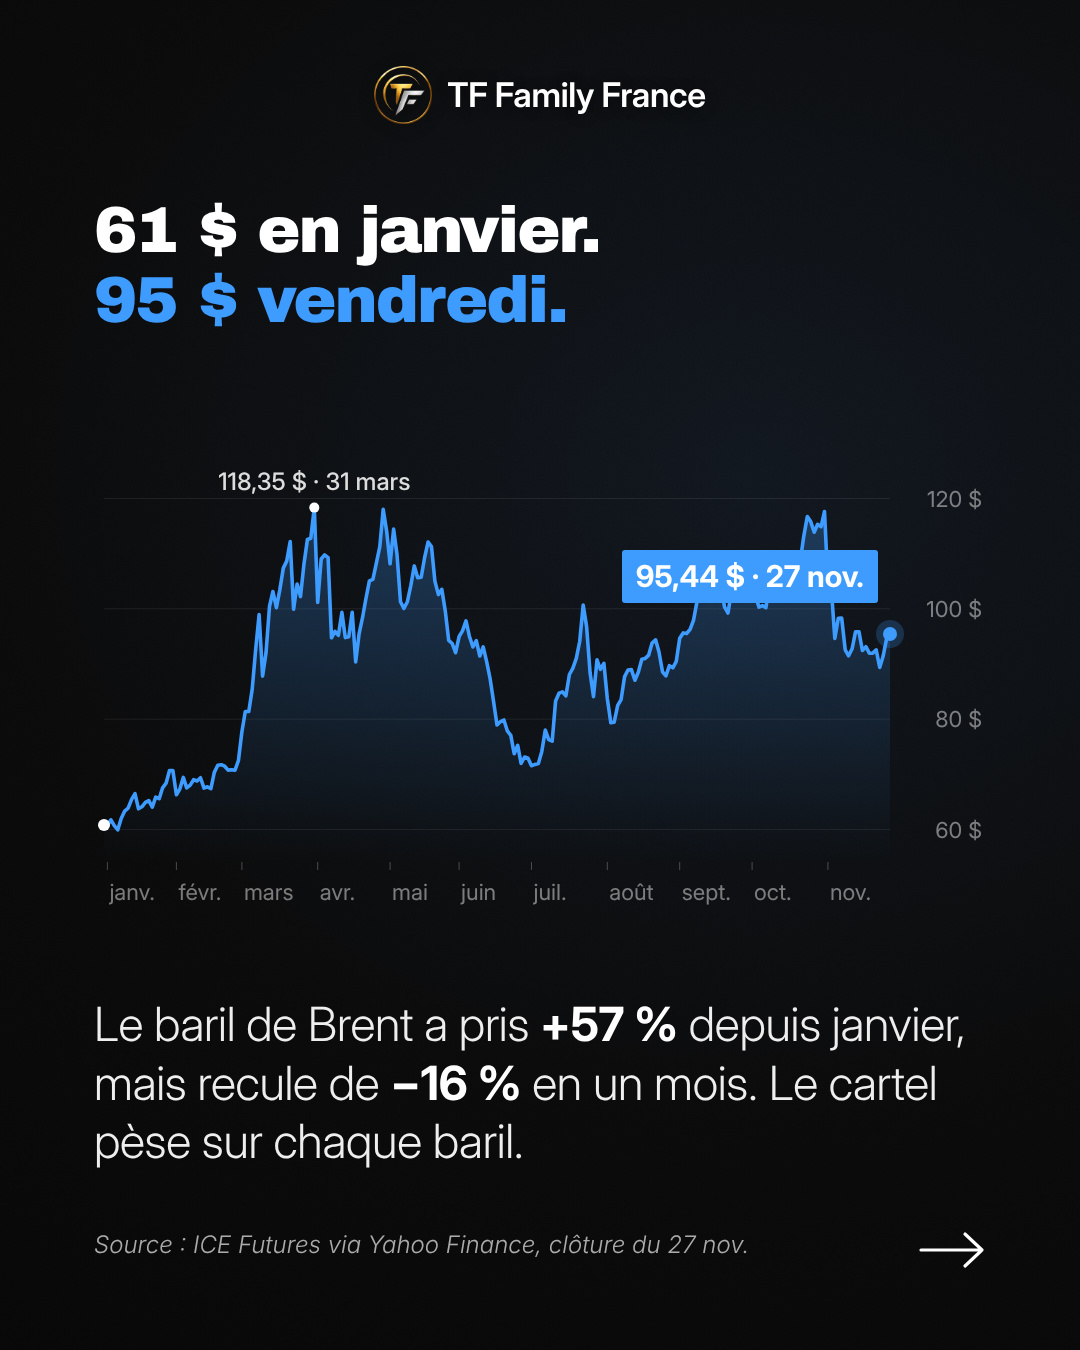 TF Family France
61 $ en janvier.
95 $ vendredi.
118,35 $ · 31 mars
120 $
95,44 $ · 27 nov.
100 $
80 $
60 $
janv. févr. mars avr. mai juin juil. août sept. oct. nov.
Le baril de Brent a pris +57 % depuis janvier,
mais recule de −16 % en un mois. Le cartel
pèse sur chaque baril.
Source : ICE Futures via Yahoo Finance, clôture du 27 nov.